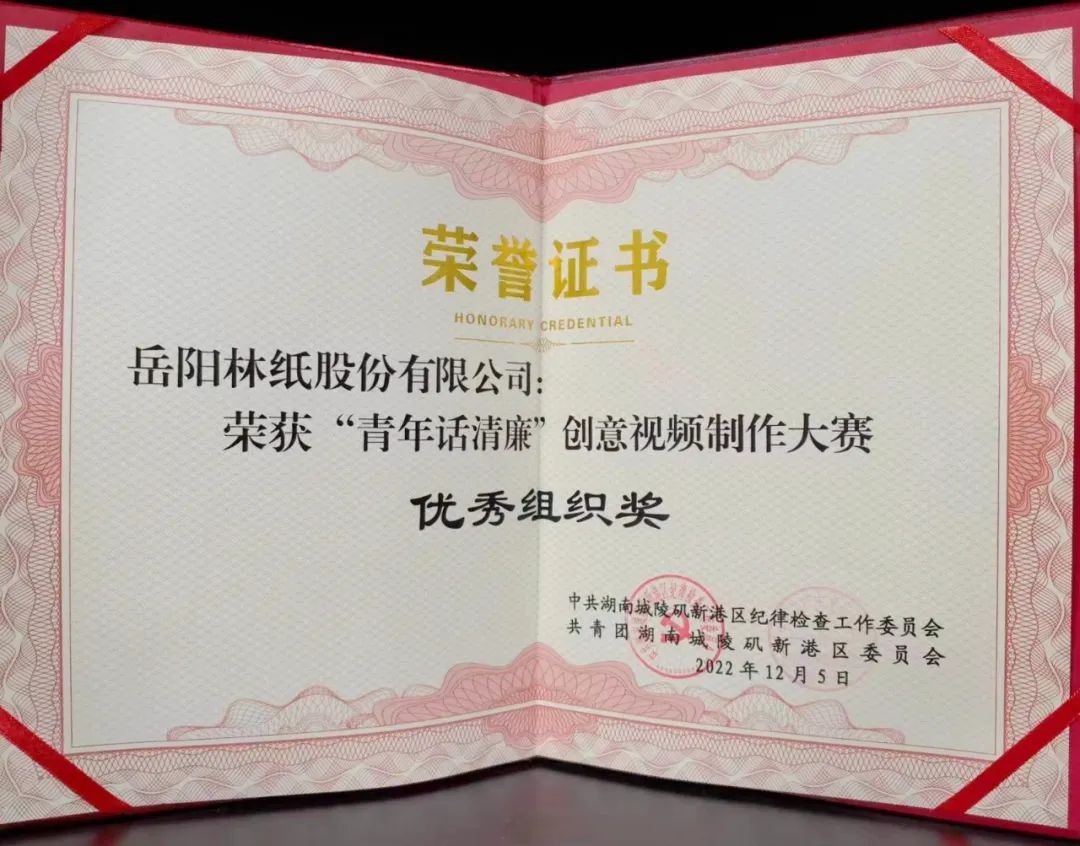 荣誉证书
HONORARY CREDENTIAL
岳阳林纸股份有限公司:
荣获“青年话清廉”创意视频制作大赛
优秀组织奖
中共湖南城陵矶新港区纪律检查工作委员会
共青团湖南城陵矶新港区委员会
2022年12月5日